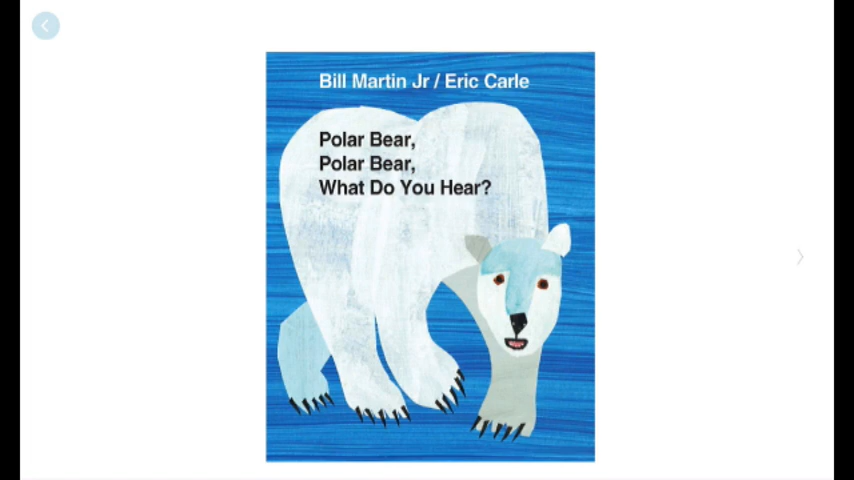 Bill Martin Jr / Eric Carle
Polar Bear,
Polar Bear,
What Do You Hear?